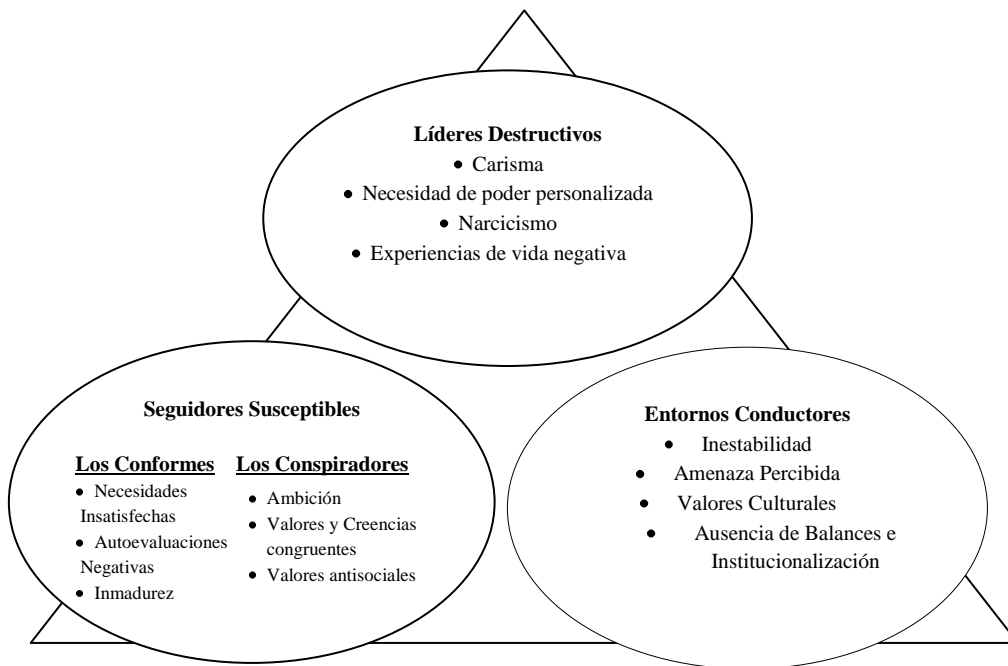 Líderes Destructivos
• Carisma
• Necesidad de poder personalizada
• Narcicismo
• Experiencias de vida negativa
Seguidores Susceptibles
Los Conformes
• Necesidades
Insatisfechas
• Autoevaluaciones
Negativas
• Inmadurez
Los Conspiradores
• Ambición
• Valores y Creencias
congruentes
• Valores antisociales
Entornos Conductores
• Inestabilidad
• Amenaza Percibida
• Valores Culturales
• Ausencia de Balances e
Institucionalización